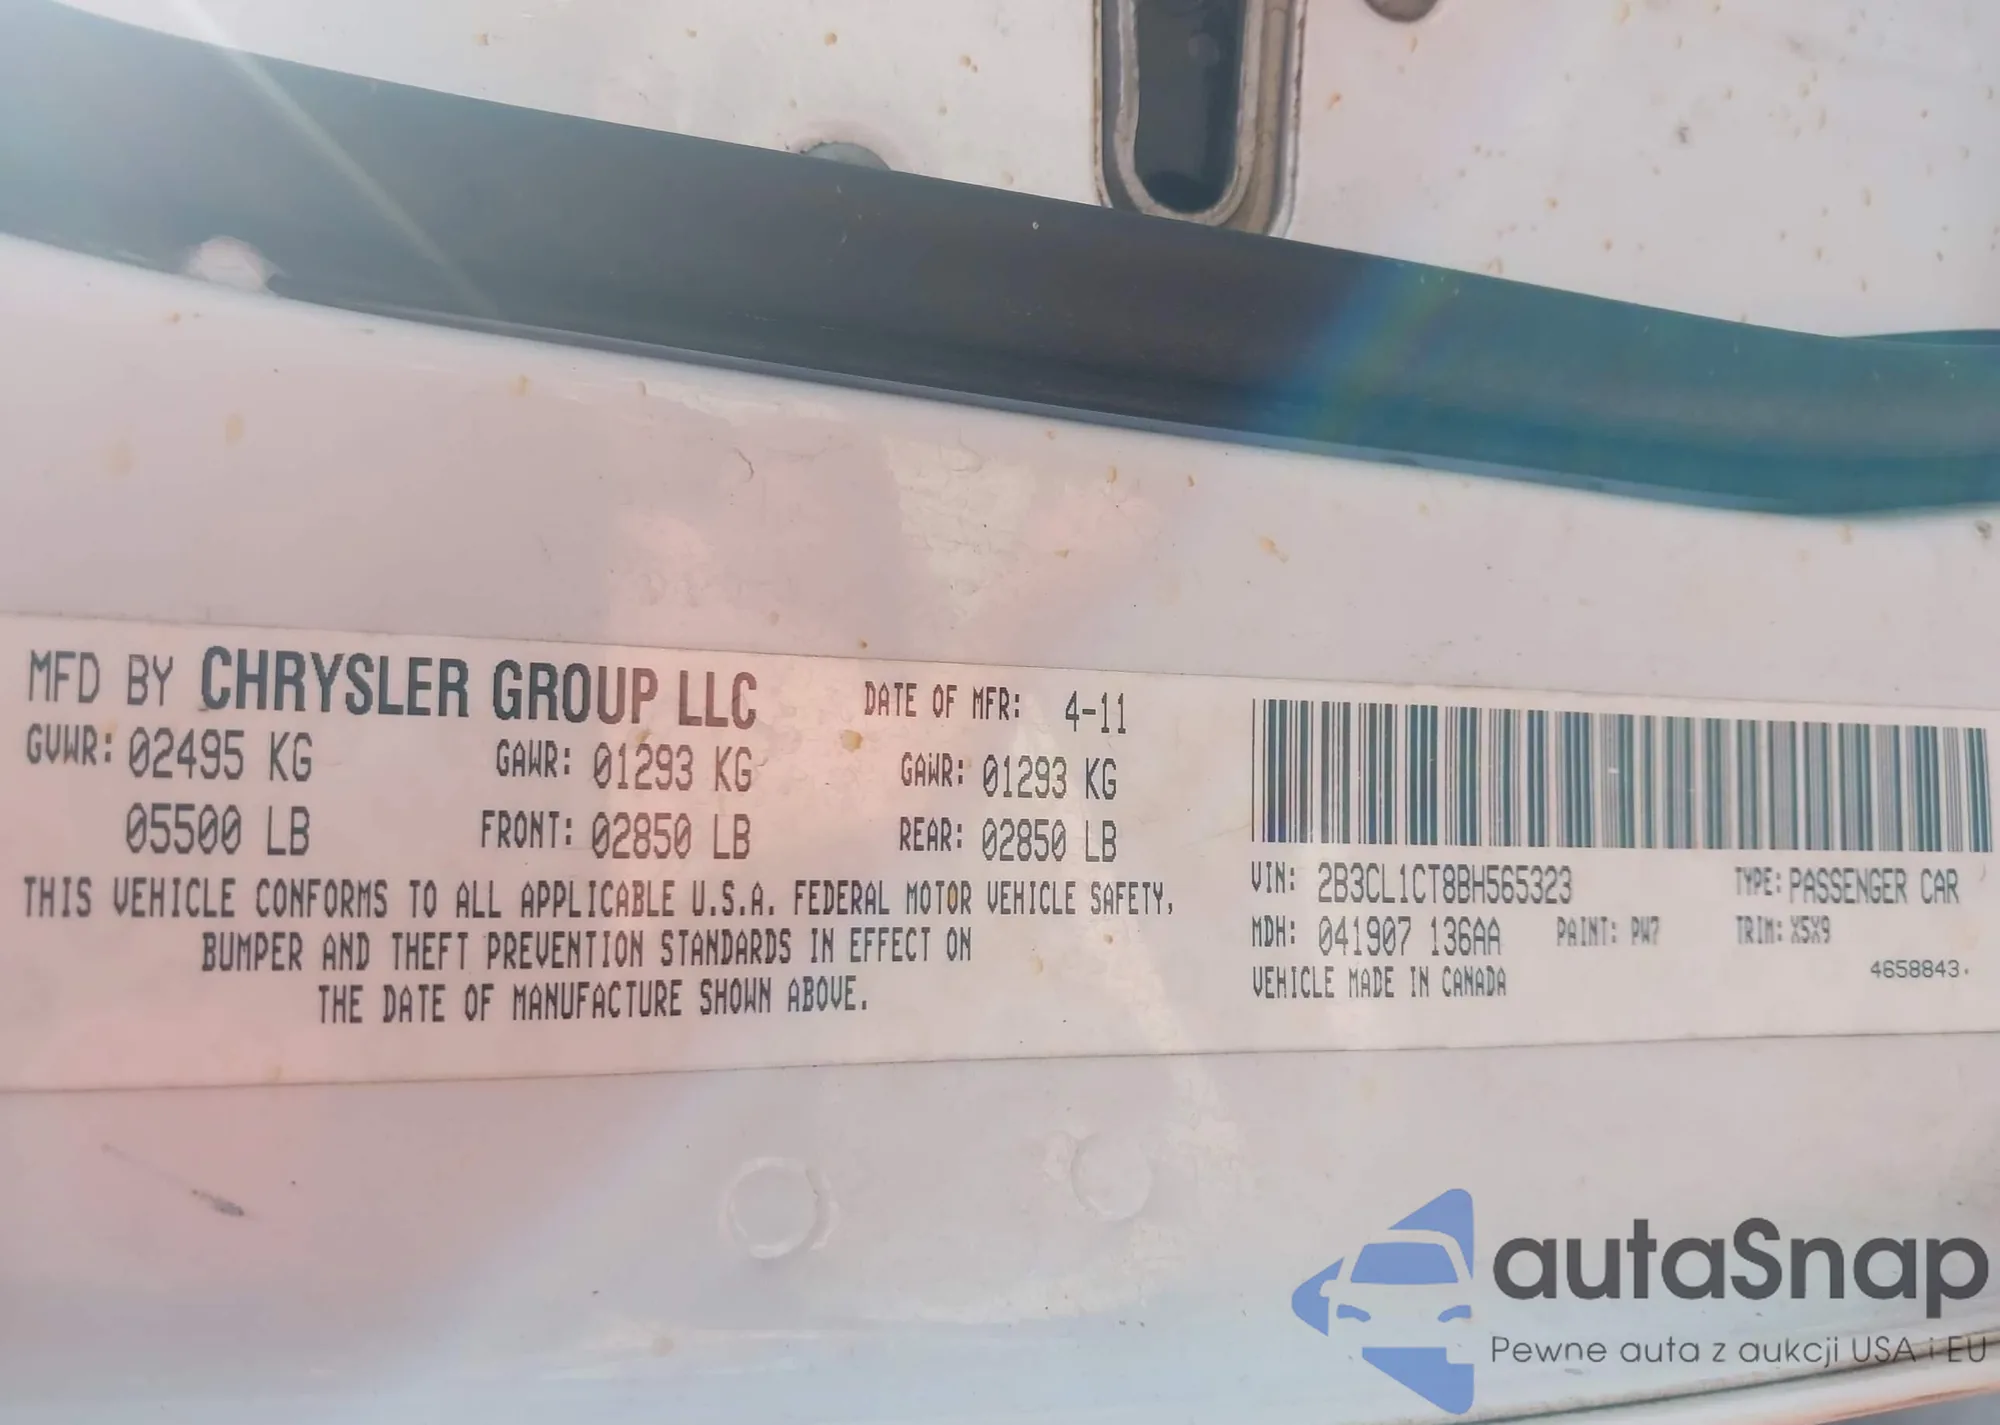 MFD BY CHRYSLER GROUP LLC DATE OF MFR: 4-11
GVWR: 02495 KG GAWR: 01293 KG GAWR: 01293 KG
05500 LB FRONT: 02850 LB REAR: 02850 LB
THIS VEHICLE CONFORMS TO ALL APPLICABLE U.S.A. FEDERAL MOTOR VEHICLE SAFETY,
BUMPER AND THEFT PREVENTION STANDARDS IN EFFECT ON
THE DATE OF MANUFACTURE SHOWN ABOVE.
VIN: 2B3CL1CT8BH565323 TYPE: PASSENGER CAR
MDH: 041907 136AA PAINT: PW7 TRIM: X5X9
VEHICLE MADE IN CANADA
4658843.
autaSnap
Pewne auta z aukcji USA i EU